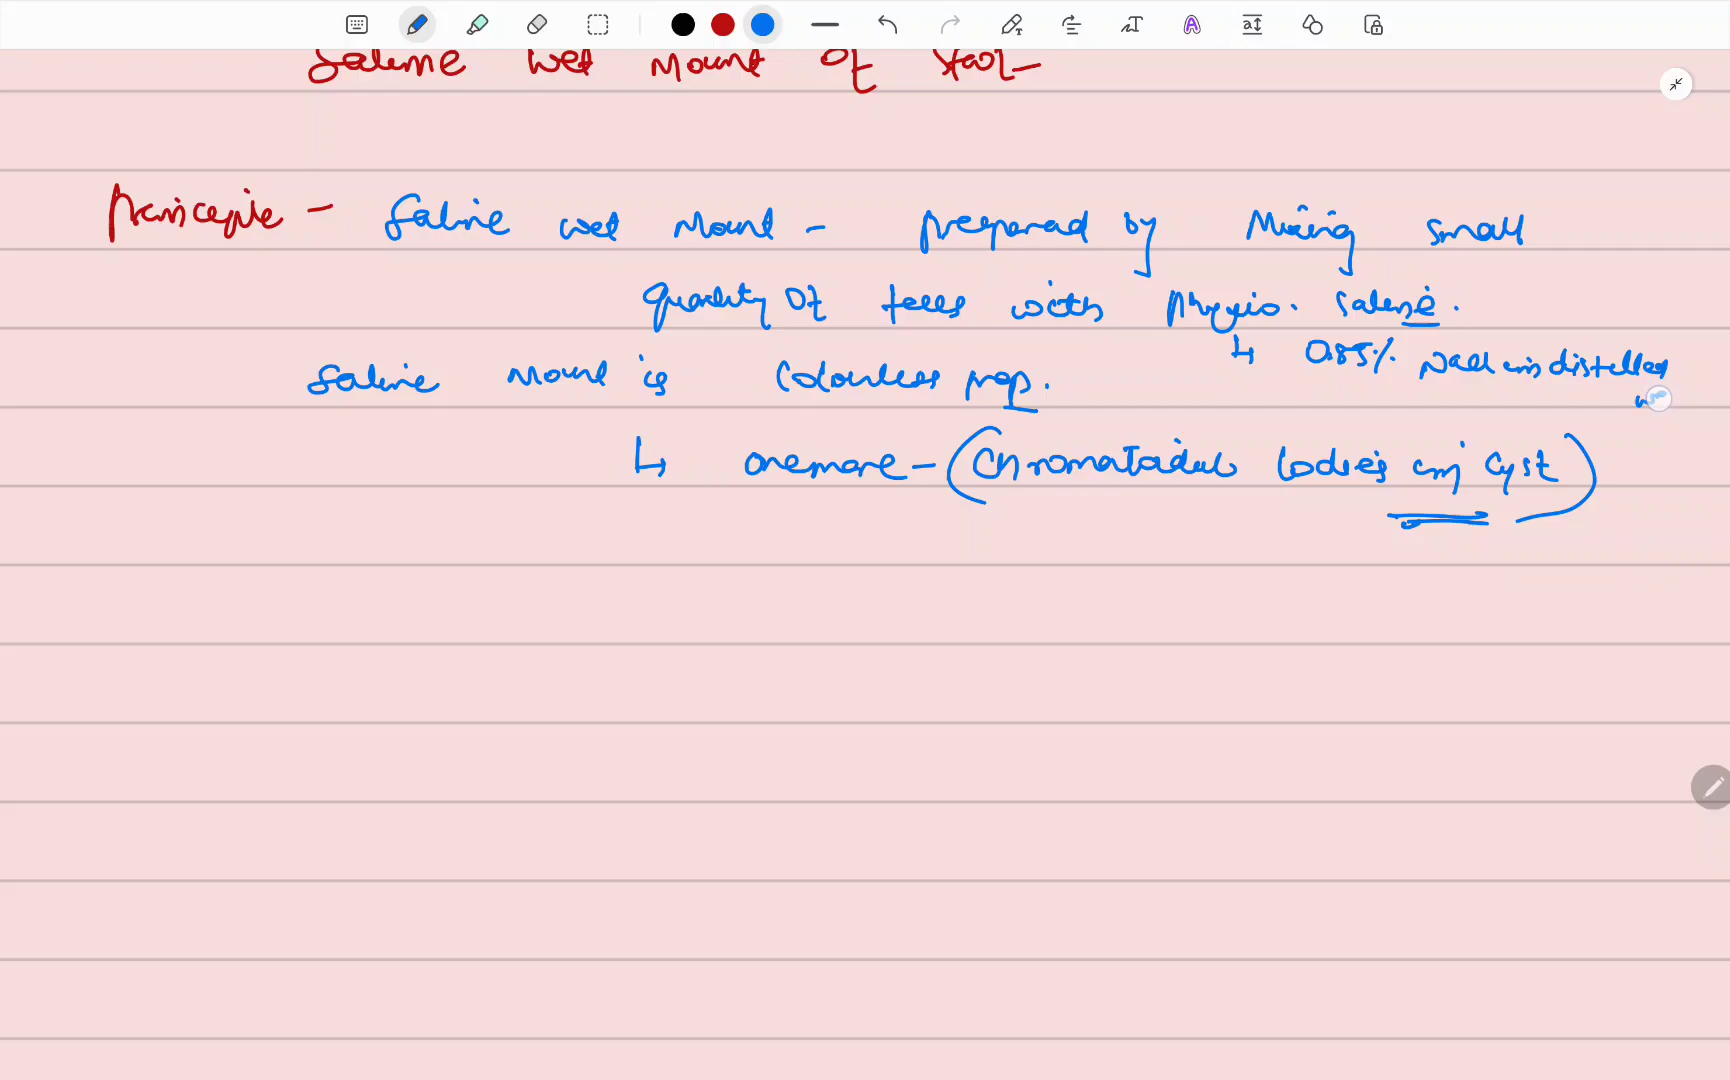 Saline wet Mount of stool-
Principle - Saline wet Mount - prepared by Mixing small
quantity of feces with physio. saline.
↳ 0.85% NaCl in distilled
Saline Mount is Colourless prep.
↳ (Chromatoidal bodies in cyst)